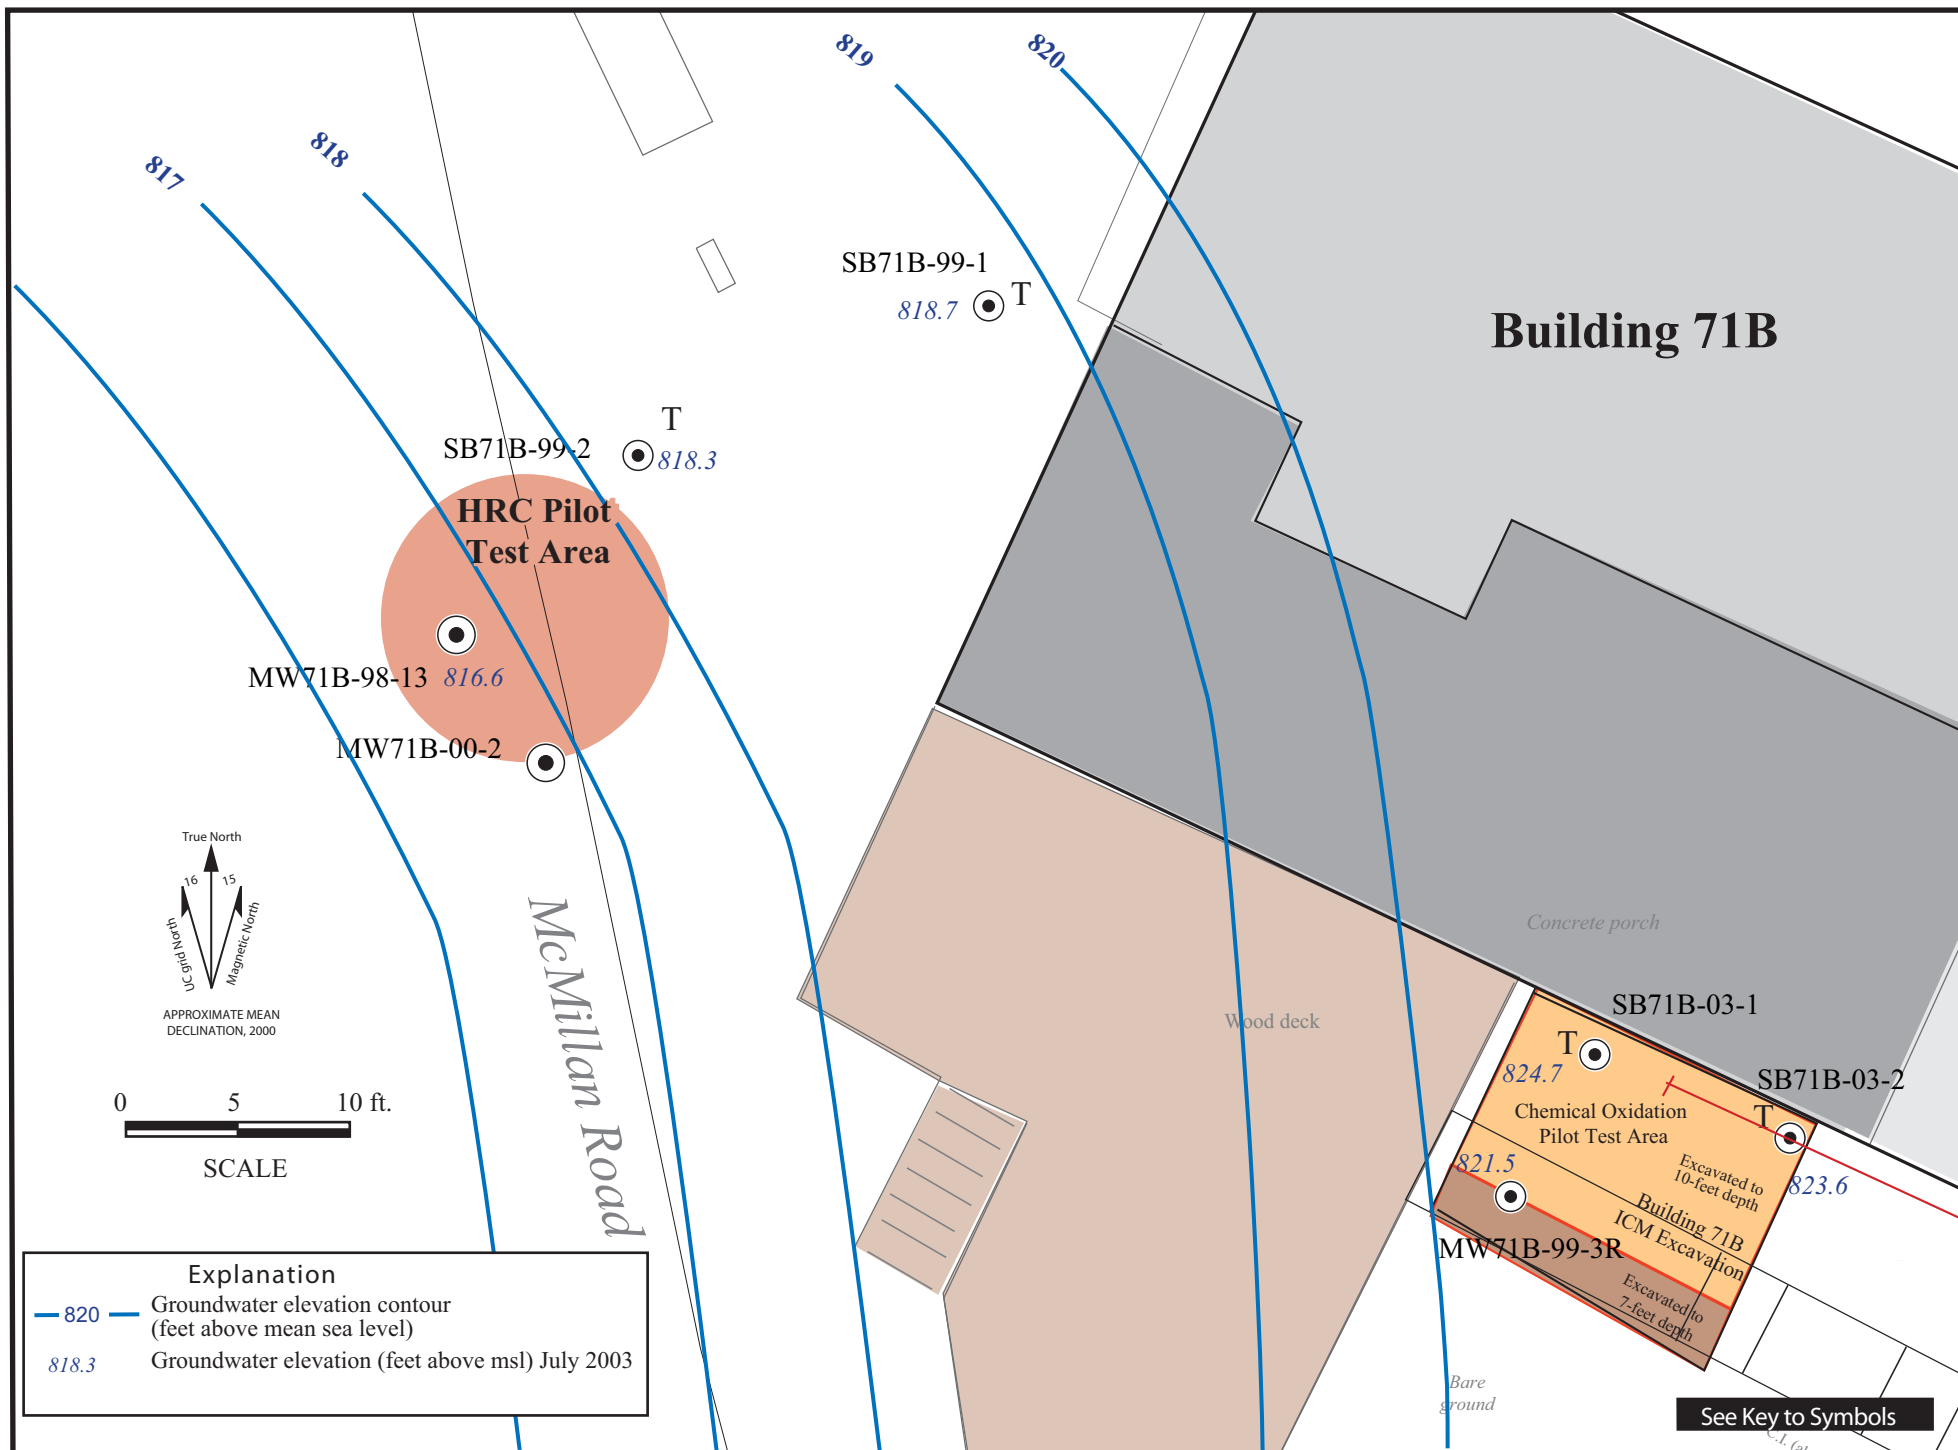 819
820
818
817
SB71B-99-1
T
818.7
Building 71B
T
SB71B-99-2
818.3
HRC Pilot
Test Area
MW71B-98-13
816.6
MW71B-00-2
True North
16
15
UC grid North
Magnetic North
APPROXIMATE MEAN
DECLINATION, 2000
McMillan Road
Concrete porch
Wood deck
SB71B-03-1
T
824.7
SB71B-03-2
T
Chemical Oxidation
Pilot Test Area
821.5
Excavated to
10-feet depth
823.6
Building 71B
ICM Excavation
MW71B-99-3R
Excavated to
7-feet depth
0 5 10 ft.
SCALE
Explanation
820
Groundwater elevation contour
(feet above mean sea level)
818.3
Groundwater elevation (feet above msl) July 2003
Bare
ground
See Key to Symbols